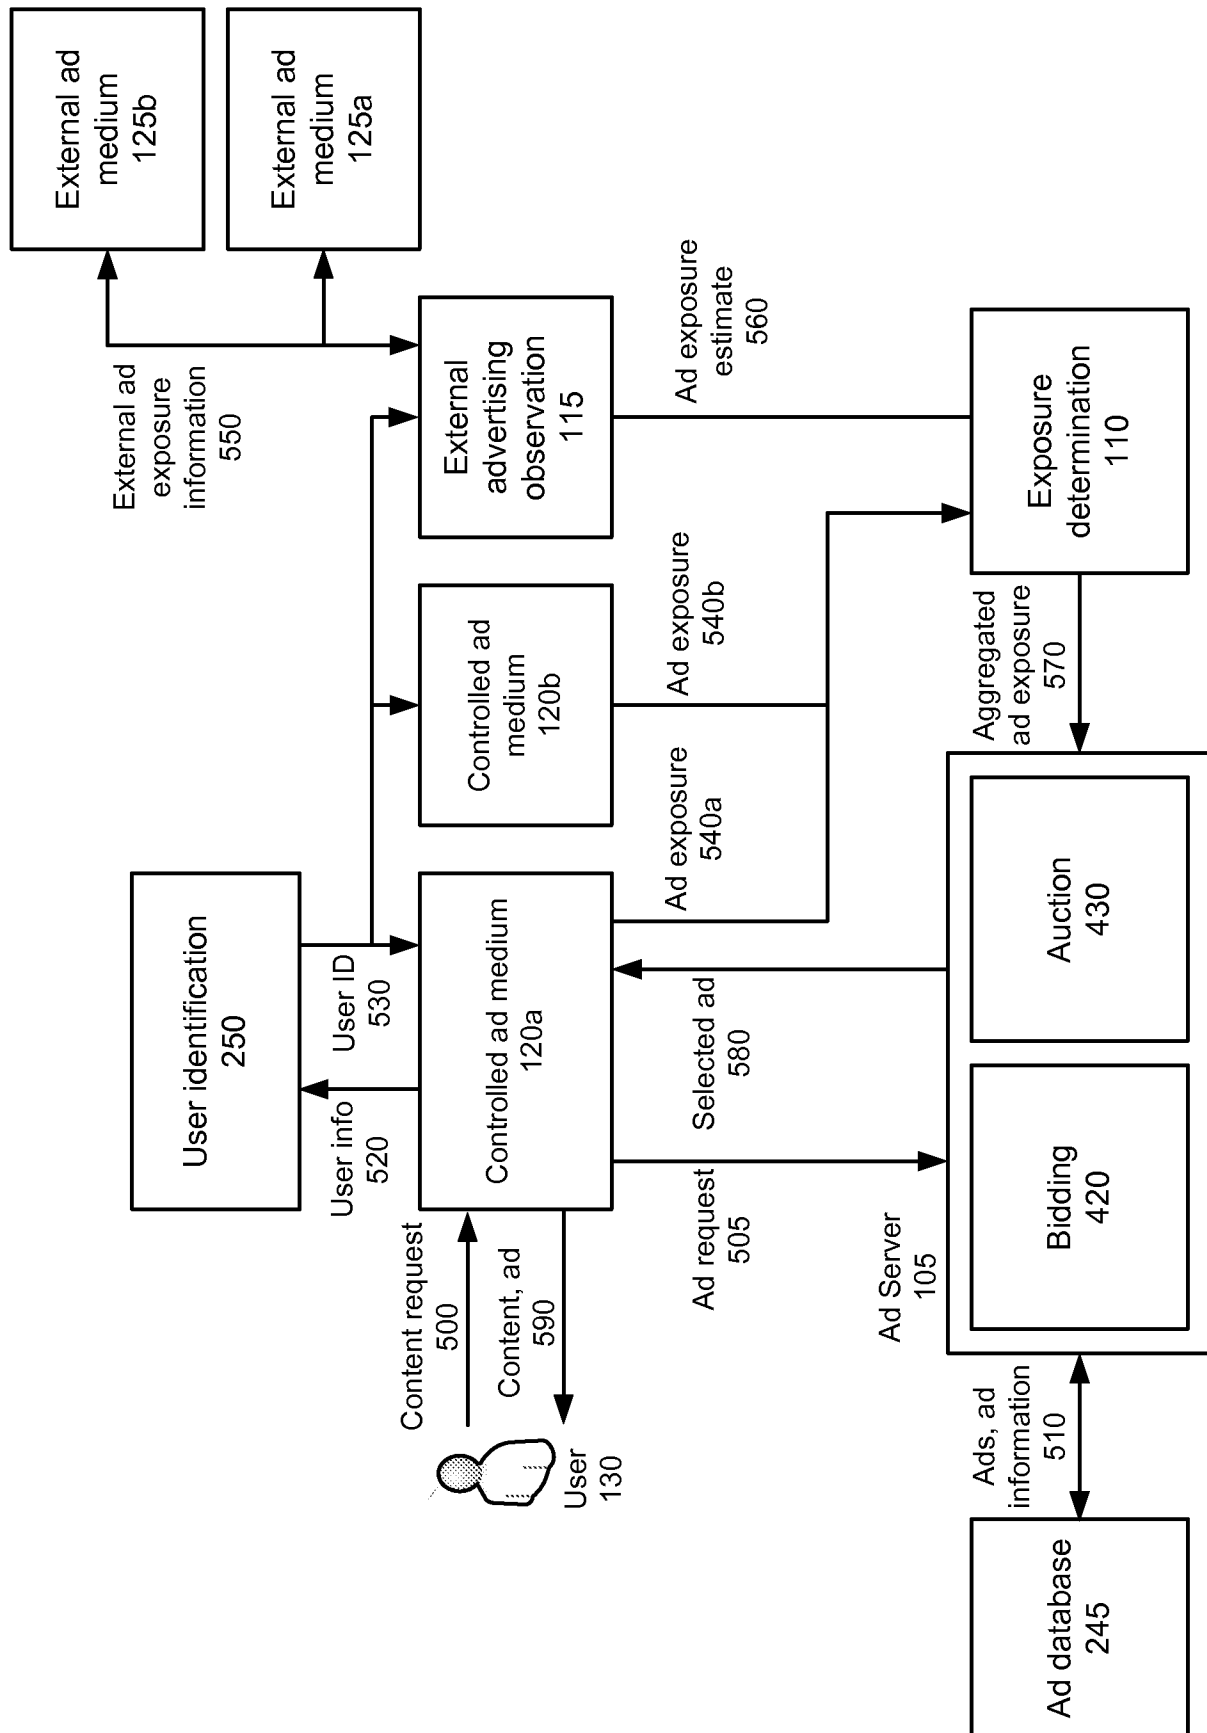 External ad
medium
125b
External ad
medium
125a
External ad
exposure
information
550
User identification
250
User info
520
User ID
530
Content request
500
Content, ad
590
User
130
Controlled ad medium
120a
Controlled ad
medium
120b
External
advertising
observation
115
Ad request
505
Selected ad
580
Ad exposure
540a
Ad exposure
540b
Ad exposure
estimate
560
Ad database
245
Ads, ad
information
510
Ad Server
105
Bidding
420
Auction
430
Aggregated
ad exposure
570
Exposure
determination
110